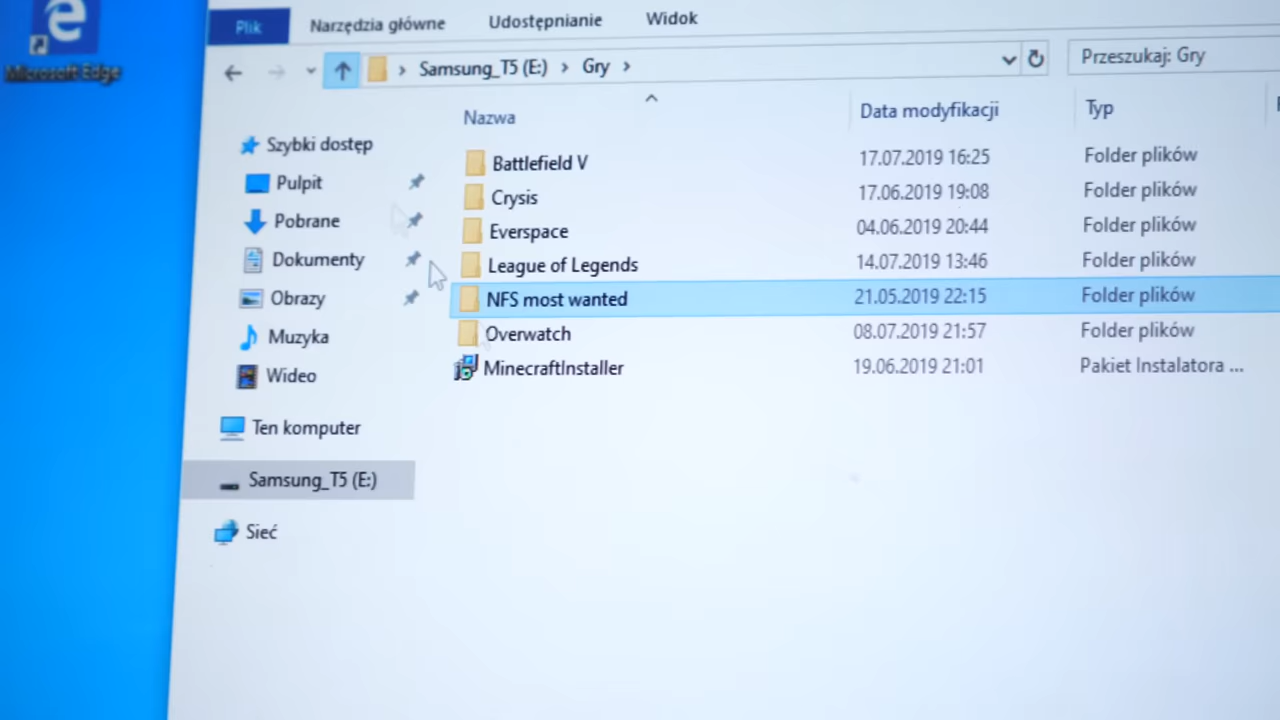 Plik Narzędzia główne Udostępnianie Widok
Samsung_T5 (E:) Gry
Przeszukaj: Gry
Microsoft Edge
Nazwa Data modyfikacji Typ
Szybki dostęp
Pulpit
Pobrane
Dokumenty
Obrazy
Muzyka
Wideo
Ten komputer
Samsung_T5 (E:)
Sieć
Battlefield V 17.07.2019 16:25 Folder plików
Crysis 17.06.2019 19:08 Folder plików
Everspace 04.06.2019 20:44 Folder plików
League of Legends 14.07.2019 13:46 Folder plików
NFS most wanted 21.05.2019 22:15 Folder plików
Overwatch 08.07.2019 21:57 Folder plików
MinecraftInstaller 19.06.2019 21:01 Pakiet Instalatora ...